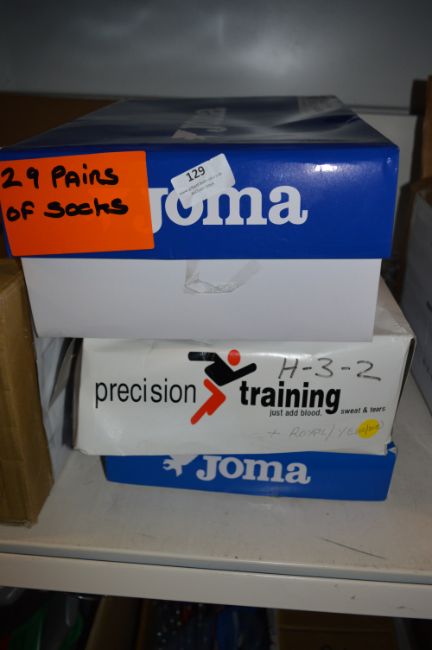 29 PAIRS
OF SOCKS
129
Joma
H-3-2
precision training
just add blood. sweat & tears
+ ROYAL/
Joma